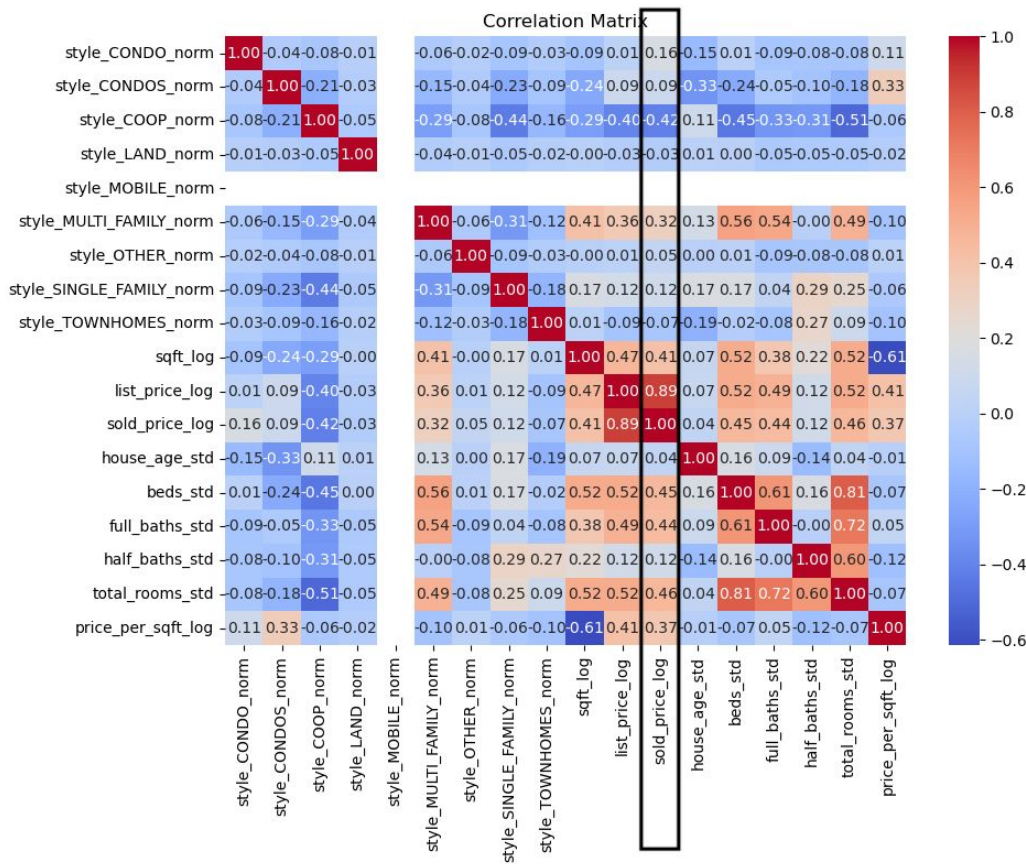 Correlation Matrix
style_CONDO_norm 1.00 -0.04 -0.08 -0.01 -0.06 -0.02 -0.09 -0.03 -0.09 0.01 0.16 -0.15 0.01 -0.09 -0.08 -0.08 0.11
style_CONDOS_norm -0.04 1.00 -0.21 -0.03 -0.15 -0.04 -0.23 -0.09 -0.24 0.09 0.09 -0.33 -0.24 -0.05 -0.10 -0.18 0.33
style_COOP_norm -0.08 -0.21 1.00 -0.05 -0.29 -0.08 -0.44 -0.16 -0.29 -0.40 -0.42 0.11 -0.45 -0.33 -0.31 -0.51 -0.06
style_LAND_norm -0.01 -0.03 -0.05 1.00 -0.04 -0.01 -0.05 -0.02 -0.00 -0.03 -0.03 0.01 0.00 -0.05 -0.05 -0.05 -0.02
style_MOBILE_norm
style_MULTI_FAMILY_norm -0.06 -0.15 -0.29 -0.04 1.00 -0.06 -0.31 -0.12 0.41 0.36 0.32 0.13 0.56 0.54 -0.00 0.49 -0.10
style_OTHER_norm -0.02 -0.04 -0.08 -0.01 -0.06 1.00 -0.09 -0.03 -0.00 0.01 0.05 0.00 0.01 -0.09 -0.08 -0.08 0.01
style_SINGLE_FAMILY_norm -0.09 -0.23 -0.44 -0.05 -0.31 -0.09 1.00 -0.18 0.17 0.12 0.12 0.17 0.17 0.04 0.29 0.25 -0.06
style_TOWNHOMES_norm -0.03 -0.09 -0.16 -0.02 -0.12 -0.03 -0.18 1.00 0.01 -0.09 -0.07 -0.19 -0.02 -0.08 0.27 0.09 -0.10
sqft_log -0.09 -0.24 -0.29 -0.00 0.41 -0.00 0.17 0.01 1.00 0.47 0.41 0.07 0.52 0.38 0.22 0.52 -0.61
list_price_log 0.01 0.09 -0.40 -0.03 0.36 0.01 0.12 -0.09 0.47 1.00 0.89 0.07 0.52 0.49 0.12 0.52 0.41
sold_price_log 0.16 0.09 -0.42 -0.03 0.32 0.05 0.12 -0.07 0.41 0.89 1.00 0.04 0.45 0.44 0.12 0.46 0.37
house_age_std -0.15 -0.33 0.11 0.01 0.13 0.00 0.17 -0.19 0.07 0.07 0.04 1.00 0.16 0.09 -0.14 0.04 -0.01
beds_std 0.01 -0.24 -0.45 0.00 0.56 0.01 0.17 -0.02 0.52 0.52 0.45 0.16 1.00 0.61 0.16 0.81 -0.07
full_baths_std -0.09 -0.05 -0.33 -0.05 0.54 -0.09 0.04 -0.08 0.38 0.49 0.44 0.09 0.61 1.00 -0.00 0.72 0.05
half_baths_std -0.08 -0.10 -0.31 -0.05 -0.00 -0.08 0.29 0.27 0.22 0.12 0.12 -0.14 0.16 -0.00 1.00 0.60 -0.12
total_rooms_std -0.08 -0.18 -0.51 -0.05 0.49 -0.08 0.25 0.09 0.52 0.52 0.46 0.04 0.81 0.72 0.60 1.00 -0.07
price_per_sqft_log 0.11 0.33 -0.06 -0.02 -0.10 0.01 -0.06 -0.10 -0.61 0.41 0.37 -0.01 -0.07 0.05 -0.12 -0.07 1.00
style_CONDO_norm
style_CONDOS_norm
style_COOP_norm
style_LAND_norm
style_MOBILE_norm
style_MULTI_FAMILY_norm
style_OTHER_norm
style_SINGLE_FAMILY_norm
style_TOWNHOMES_norm
sqft_log
list_price_log
sold_price_log
house_age_std
beds_std
full_baths_std
half_baths_std
total_rooms_std
price_per_sqft_log
1.0
0.8
0.6
0.4
0.2
0.0
−0.2
−0.4
−0.6